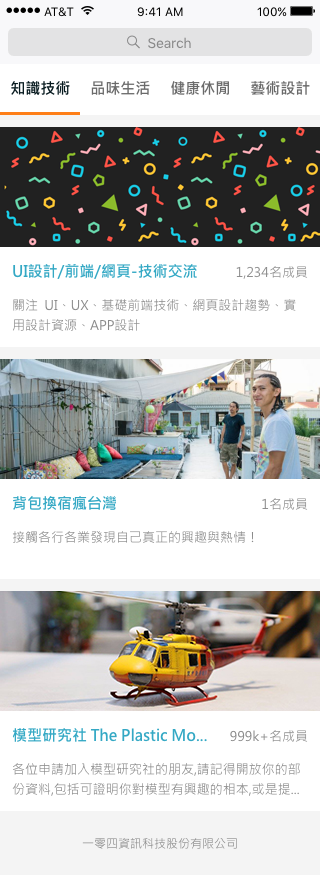 AT&T 9:41 AM 100%
Search
知識技術 品味生活 健康休閒 藝術設計
UI設計/前端/網頁-技術交流 1,234名成員
關注 UI、UX、基礎前端技術、網頁設計趨勢、實
用設計資源、APP設計
背包換宿瘋台灣 1名成員
接觸各行各業發現自己真正的興趣與熱情！
模型研究社 The Plastic Mo... 999k+名成員
各位申請加入模型研究社的朋友,請記得開放你的部
份資料,包括可證明你對模型有興趣的相本,或是提...
一零四資訊科技股份有限公司